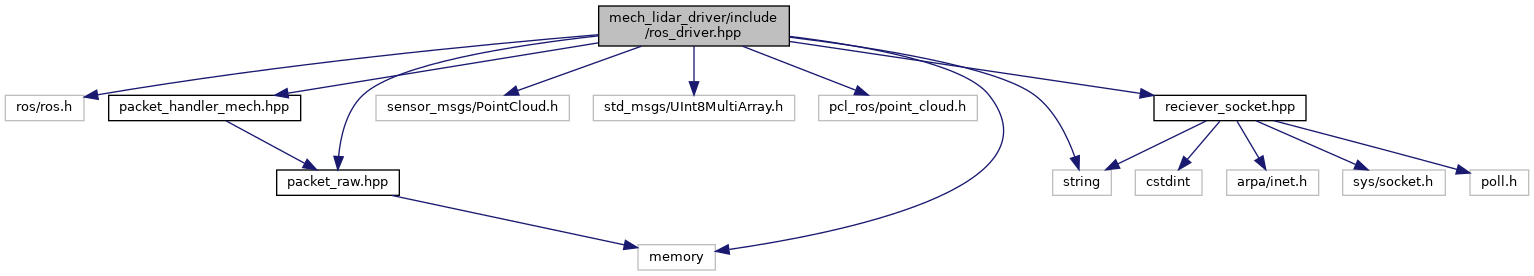 mech_lidar_driver/include
/ros_driver.hpp
ros/ros.h
packet_handler_mech.hpp
sensor_msgs/PointCloud.h
std_msgs/UInt8MultiArray.h
pcl_ros/point_cloud.h
reciever_socket.hpp
packet_raw.hpp
string
cstdint
arpa/inet.h
sys/socket.h
poll.h
memory